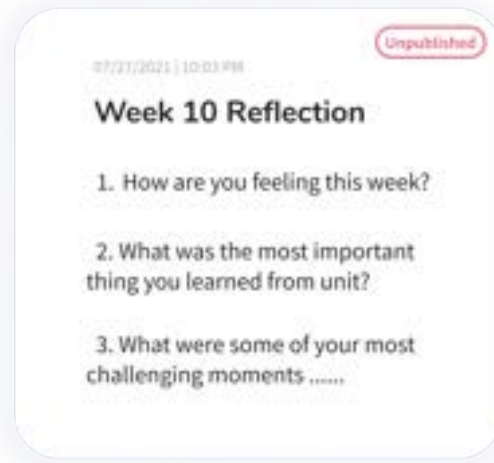 Unpublished
07/27/2021 | 10:03 PM
Week 10 Reflection
1. How are you feeling this week?
2. What was the most important
thing you learned from unit?
3. What were some of your most
challenging moments ......